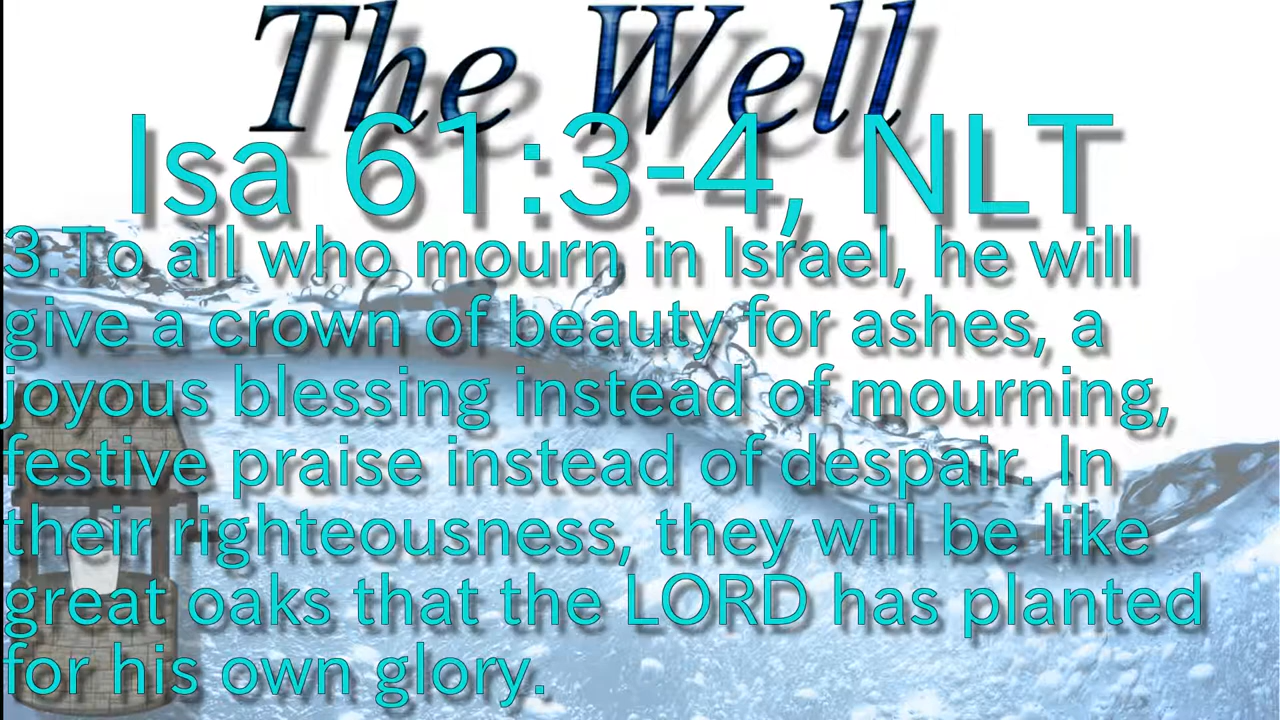 The Well
Isa 61:3-4, NLT
3.To all who mourn in Israel, he will
give a crown of beauty for ashes, a
joyous blessing instead of mourning,
festive praise instead of despair. In
their righteousness, they will be like
great oaks that the LORD has planted
for his own glory.